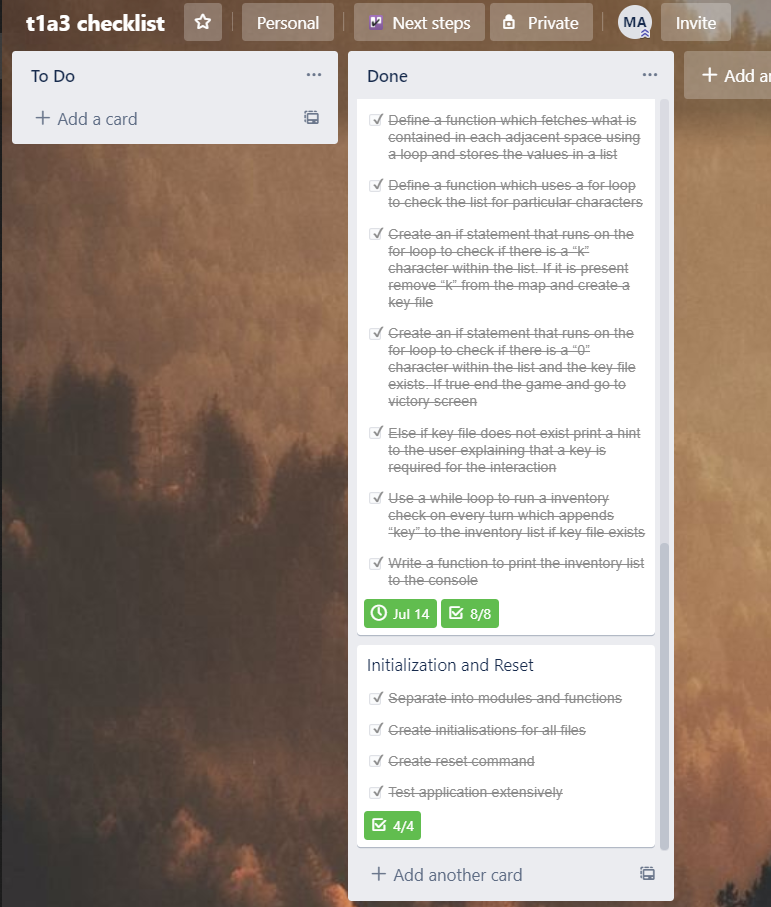 t1a3 checklist
Personal
Next steps
Private
MA
Invite
To Do
Add a card
Done
Define a function which fetches what is
contained in each adjacent space using
a loop and stores the values in a list
Define a function which uses a for loop
to check the list for particular characters
Create an if statement that runs on the
for loop to check if there is a “k”
character within the list. If it is present
remove “k” from the map and create a
key file
Create an if statement that runs on the
for loop to check if there is a “0”
character within the list and the key file
exists. If true end the game and go to
victory screen
Else if key file does not exist print a hint
to the user explaining that a key is
required for the interaction
Use a while loop to run a inventory
check on every turn which appends
“key” to the inventory list if key file exists
Write a function to print the inventory list
to the console
Jul 14
8/8
Initialization and Reset
Separate into modules and functions
Create initialisations for all files
Create reset command
Test application extensively
4/4
Add another card
Add a